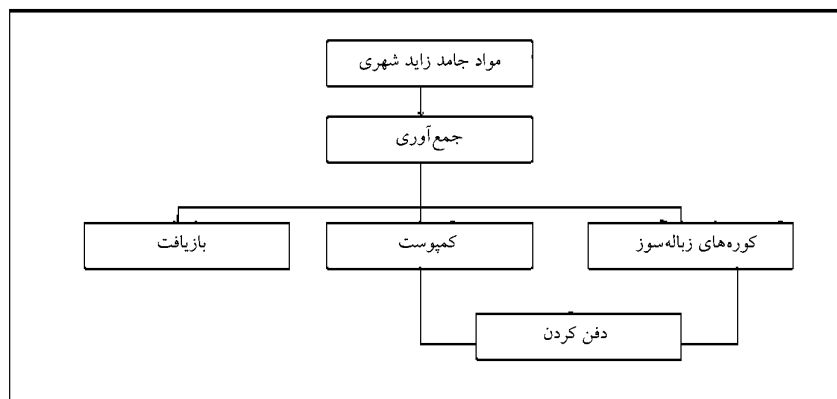 مواد جامد زاید شهری
جمع‌آوری
کوره‌های زباله‌سوز
کمپوست
بازیافت
دفن کردن